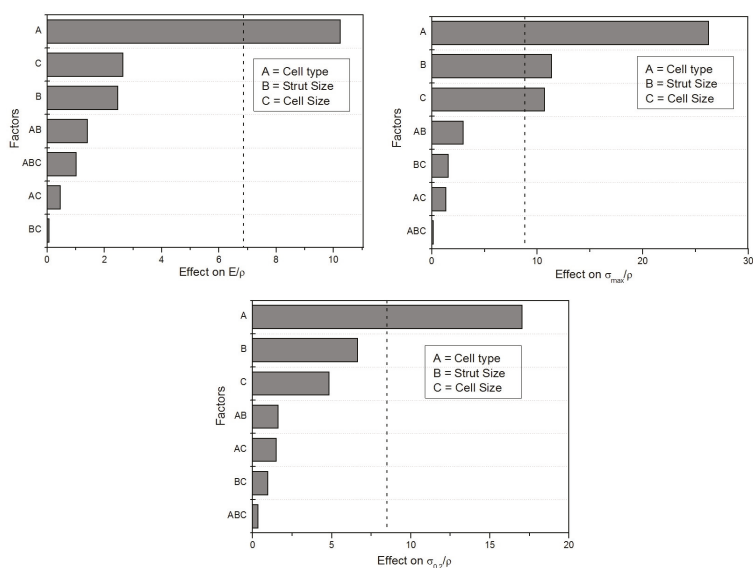 A
C
B
AB
ABC
AC
BC
Factors
A = Cell type
B = Strut Size
C = Cell Size
0 2 4 6 8 10
Effect on E/ρ
A
B
C
AB
BC
AC
ABC
Factors
A = Cell type
B = Strut Size
C = Cell Size
0 10 20 30
Effect on σmax/ρ
A
B
C
AB
AC
BC
ABC
Factors
A = Cell type
B = Strut Size
C = Cell Size
0 5 10 15 20
Effect on σ0.2/ρ